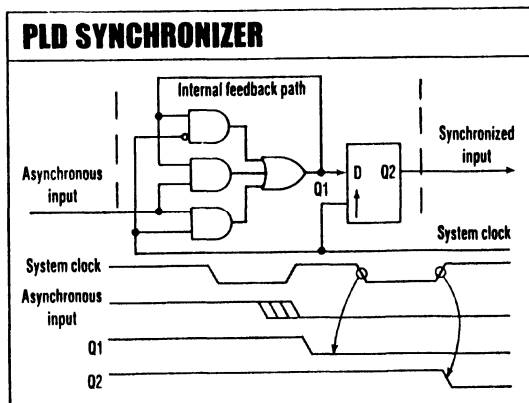 PLD SYNCHRONIZER
Internal feedback path
Asynchronous
input
Q1
D
Q2
Synchronized
input
System clock
System clock
Asynchronous
input
Q1
Q2